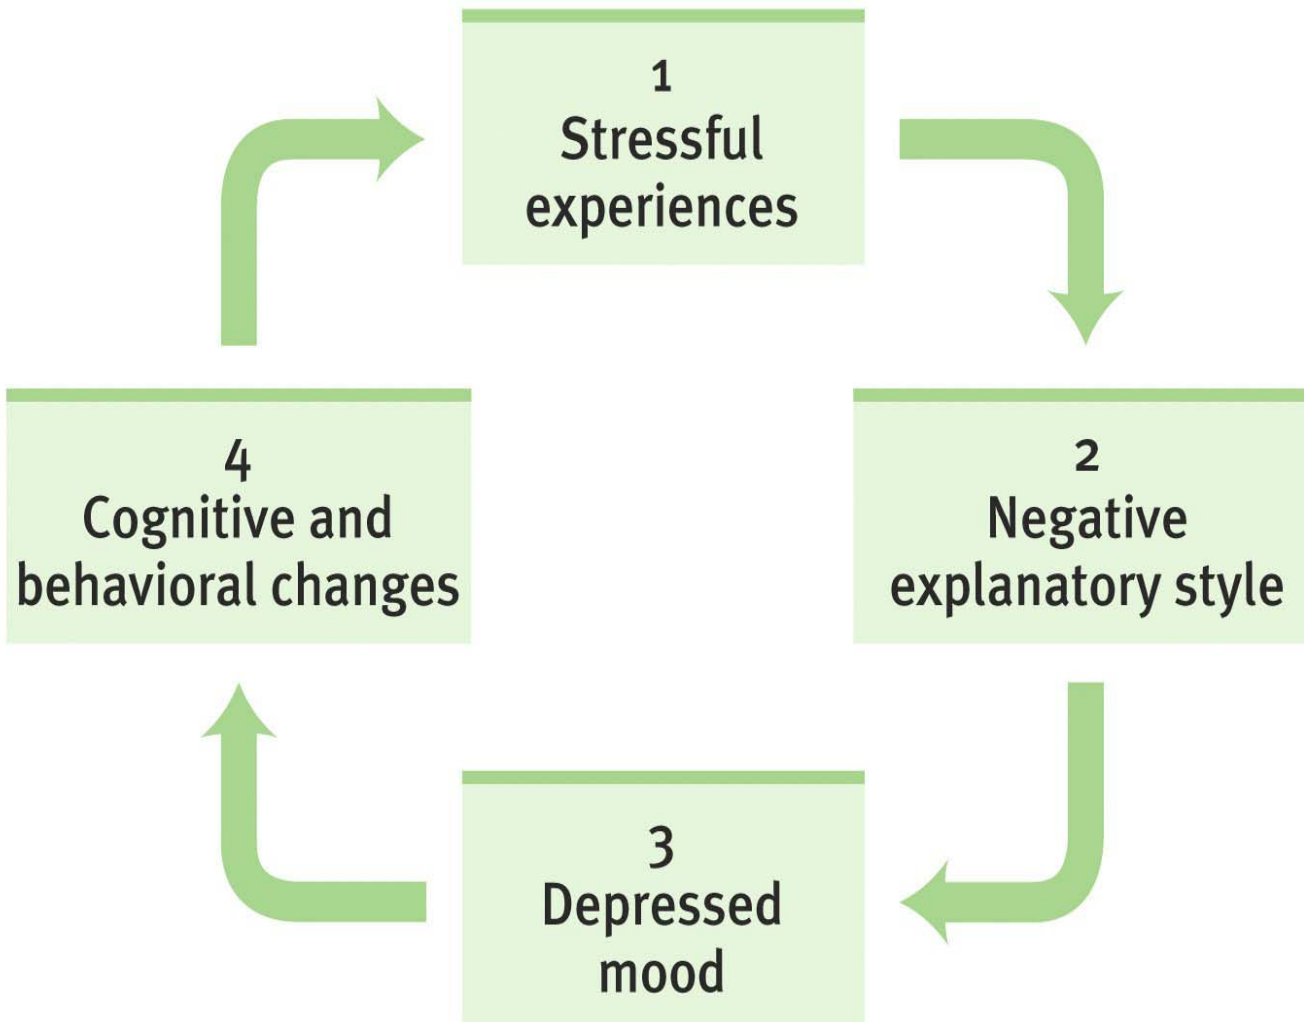 1
Stressful
experiences
2
Negative
explanatory style
3
Depressed
mood
4
Cognitive and
behavioral changes